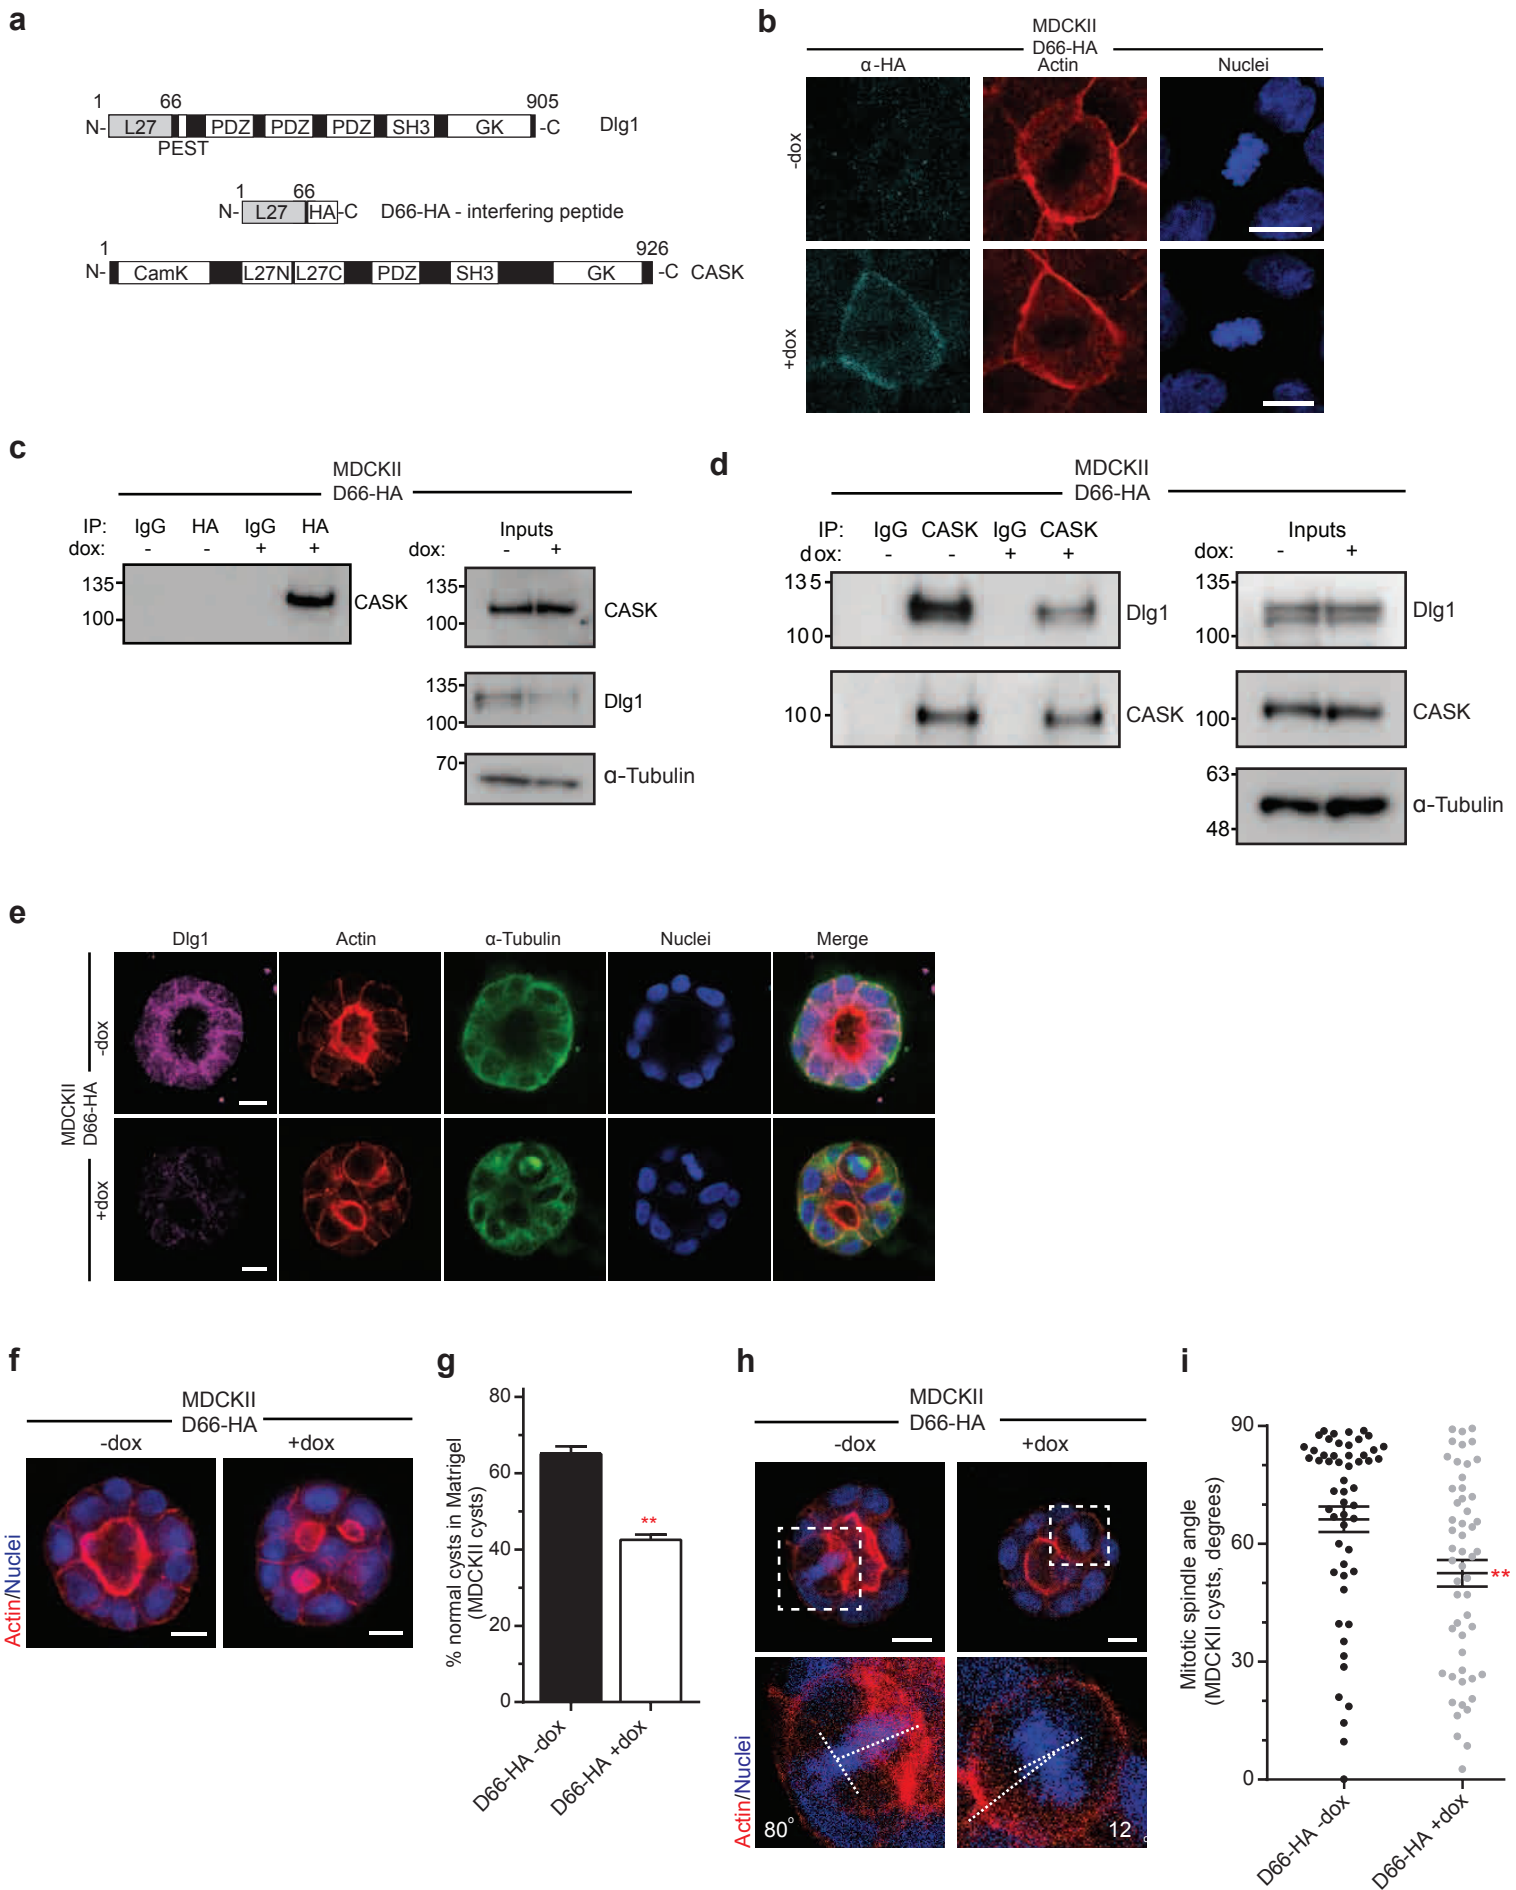 a
1 66 905
N- L27 PDZ PDZ PDZ SH3 GK -C Dlg1
PEST
1 66
N- L27 HA -C D66-HA - interfering peptide
1 926
N- CamK L27N L27C PDZ SH3 GK -C CASK
b
MDCKII
D66-HA
α-HA Actin Nuclei
-dox
+dox
c
MDCKII
D66-HA
IP: IgG HA IgG HA
dox: - - + +
135
100
CASK
Inputs
dox: - +
135
100
CASK
135
100
Dlg1
70
α-Tubulin
d
MDCKII
D66-HA
IP: IgG CASK IgG CASK
dox: - - + +
135
100
Dlg1
100
CASK
Inputs
dox: - +
135
100
Dlg1
100
CASK
63
48
α-Tubulin
e
Dlg1 Actin α-Tubulin Nuclei Merge
MDCKII
D66-HA
-dox
+dox
f
MDCKII
D66-HA
-dox +dox
Actin/Nuclei
g
% normal cysts in Matrigel
(MDCKII cysts)
80
60
40
20
0
**
D66-HA -dox
D66-HA +dox
h
MDCKII
D66-HA
-dox +dox
Actin/Nuclei
80°
12°
i
Mitotic spindle angle
(MDCKII cysts, degrees)
90
60
30
0
**
D66-HA -dox
D66-HA +dox